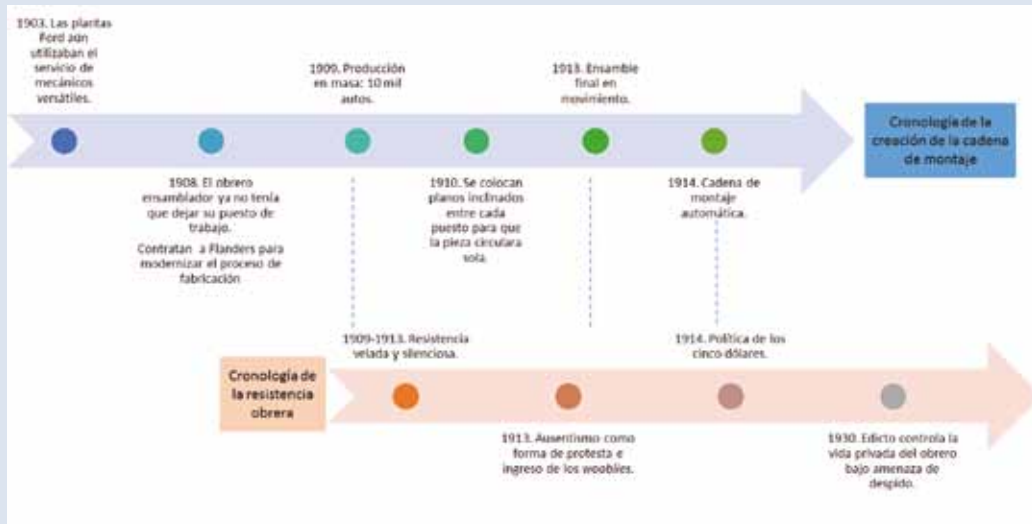 1903. Las plantas
Ford aún
utilizaban el
servicio de
mecánicos
versátiles.
1909. Producción
en masa: 10 mil
autos.
1913. Ensamble
final en
movimiento.
Cronología de la
creación de la cadena
de montaje
1908. El obrero
ensamblador ya no tenía
que dejar su puesto de
trabajo.
Contratan a Flanders para
modernizar el proceso de
fabricación
1910. Se colocan
planos inclinados
entre cada
puesto para que
la pieza circulara
sola.
1914. Cadena de
montaje
automática.
Cronología de
la resistencia
obrera
1909-1913. Resistencia
velada y silenciosa.
1914. Política de los
cinco dólares.
1913. Ausentismo como
forma de protesta e
ingreso de los wooblies.
1930. Edicto controla la
vida privada del obrero
bajo amenaza de
despido.